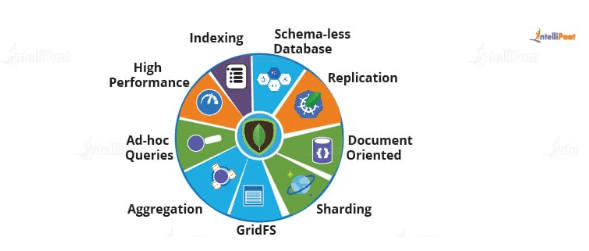 IntelliPaat
Indexing
Schema-less
Database
High
Performance
Replication
Ad-hoc
Queries
Document
Oriented
Aggregation
Sharding
GridFS